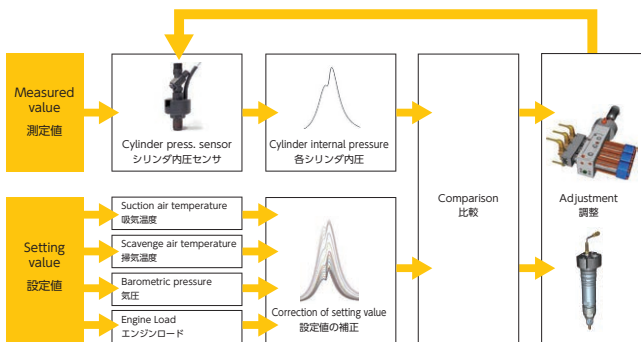 Measured
value
測定値
Cylinder press. sensor
シリンダ内圧センサ
Cylinder internal pressure
各シリンダ内圧
Setting
value
設定値
Suction air temperature
吸気温度
Scavenge air temperature
掃気温度
Barometric pressure
気圧
Engine Load
エンジンロード
Correction of setting value
設定値の補正
Comparison
比較
Adjustment
調整